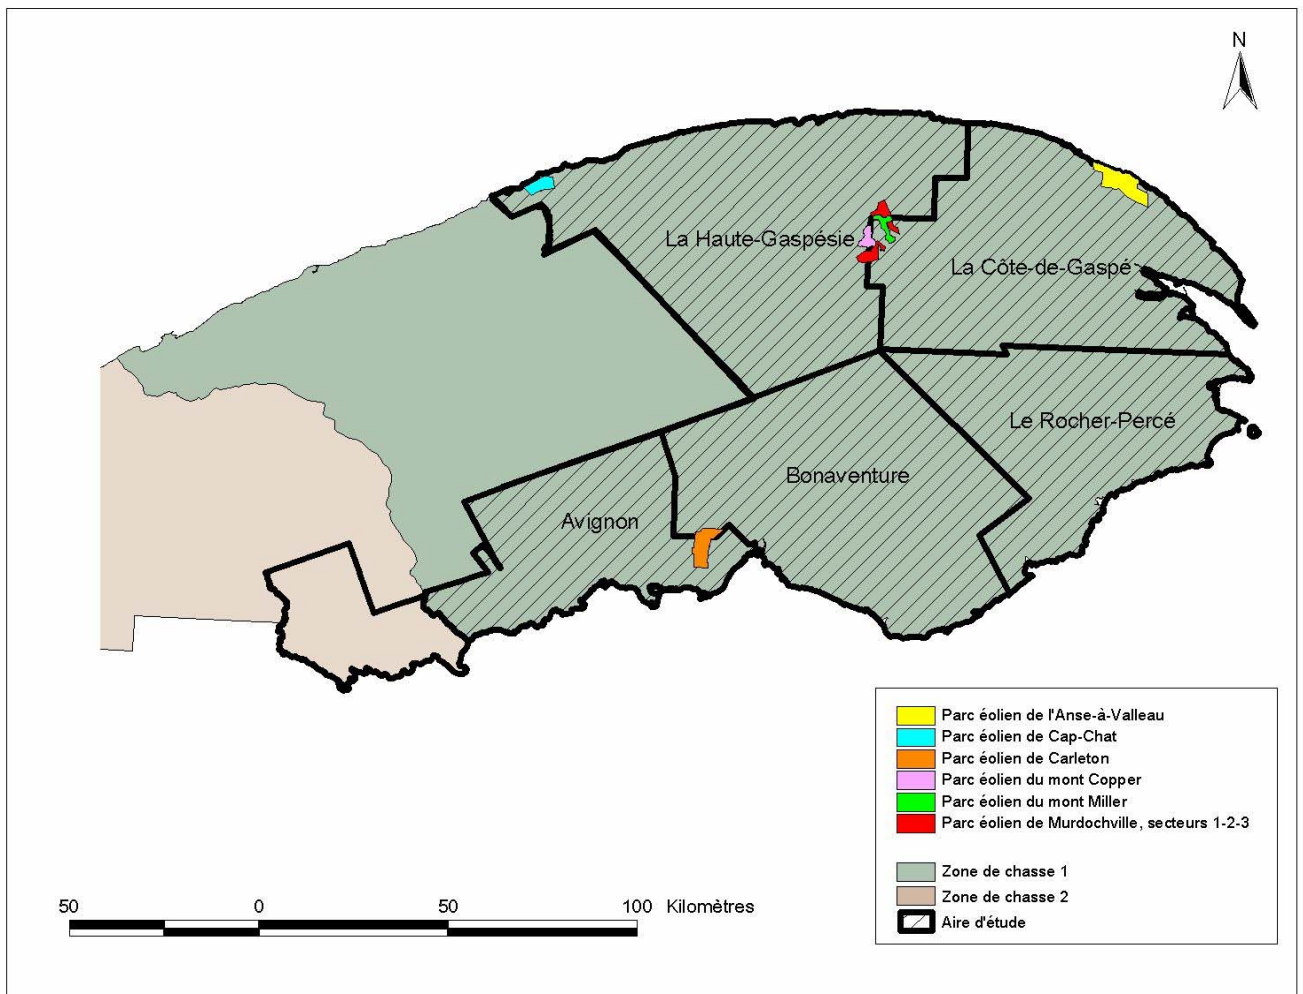 N
La Haute-Gaspésie
La Côte-de-Gaspé
Le Rocher-Percé
Bonaventure
Avignon
Parc éolien de l'Anse-à-Valleau
Parc éolien de Cap-Chat
Parc éolien de Carleton
Parc éolien du mont Copper
Parc éolien du mont Miller
Parc éolien de Murdochville, secteurs 1-2-3
Zone de chasse 1
Zone de chasse 2
Aire d'étude
50 0 50 100 Kilomètres